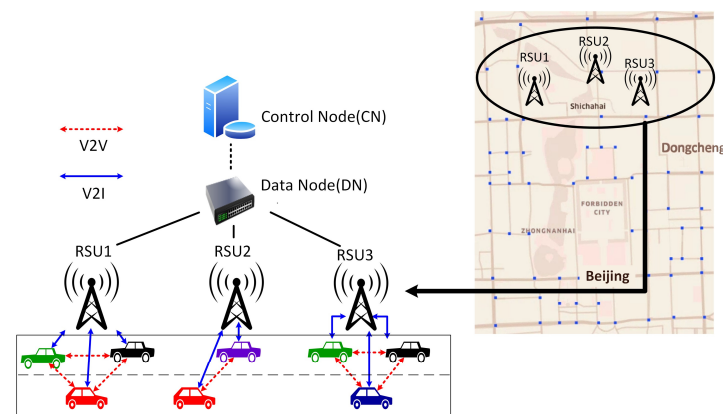 RSU2
RSU1
RSU3
Shichahai
Control Node(CN)
V2V
Dongcheng
Data Node(DN)
V2I
FORBIDDEN
CITY
ZHONGNANHAI
RSU1
RSU2
RSU3
Beijing